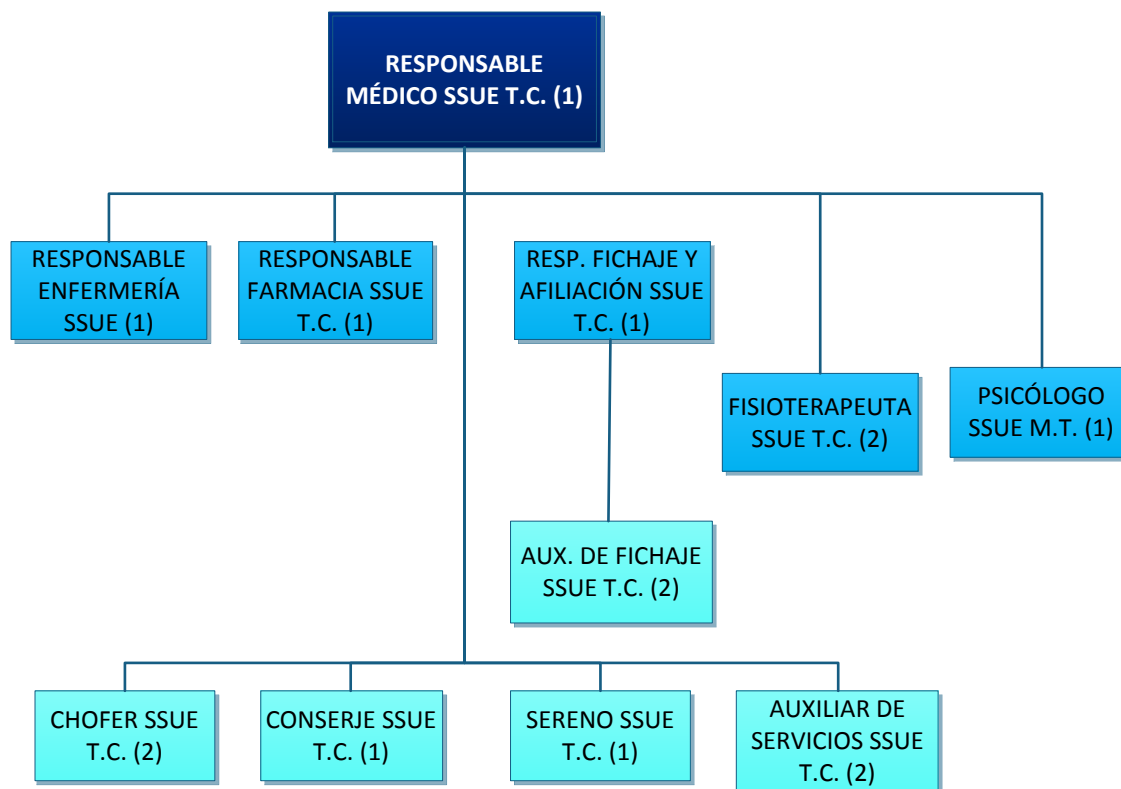 RESPONSABLE
MÉDICO SSUE T.C. (1)
RESPONSABLE
ENFERMERÍA
SSUE (1)
RESPONSABLE
FARMACIA SSUE
T.C. (1)
RESP. FICHAJE Y
AFILIACIÓN SSUE
T.C. (1)
FISIOTERAPEUTA
SSUE T.C. (2)
PSICÓLOGO
SSUE M.T. (1)
AUX. DE FICHAJE
SSUE T.C. (2)
CHOFER SSUE
T.C. (2)
CONSERJE SSUE
T.C. (1)
SERENO SSUE
T.C. (1)
AUXILIAR DE
SERVICIOS SSUE
T.C. (2)